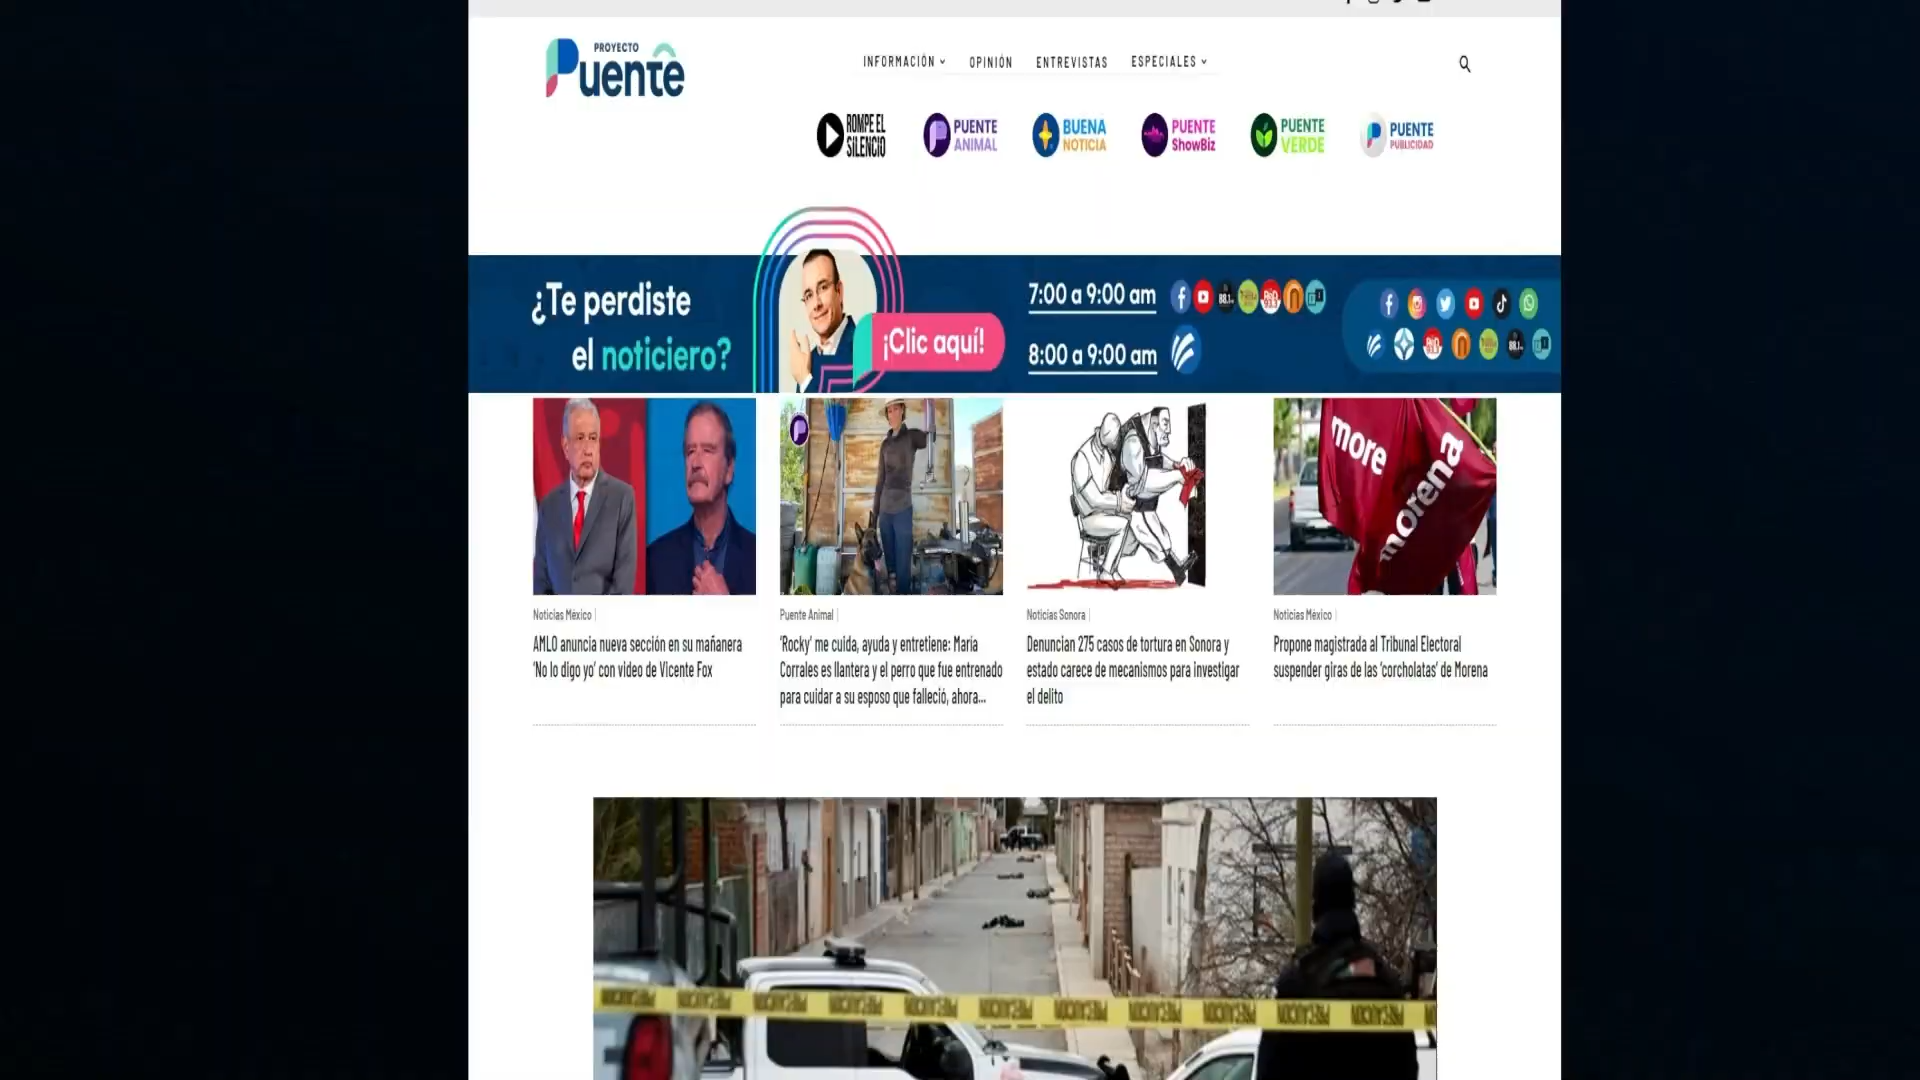 PROYECTO
Puente
INFORMACIÓN
OPINIÓN
ENTREVISTAS
ESPECIALES
ROMPE EL
SILENCIO
PUENTE
ANIMAL
BUENA
NOTICIA
PUENTE
ShowBiz
PUENTE
VERDE
PUENTE
PUBLICIDAD
¿Te perdiste
el noticiero?
¡Clic aquí!
7:00 a 9:00 am
8:00 a 9:00 am
more
morena
Noticias México
AMLO anuncia nueva sección en su mañanera
‘No lo digo yo’ con video de Vicente Fox
Puente Animal
‘Rocky’ me cuida, ayuda y entretiene: María
Corrales es llantera y el perro que fue entrenado
para cuidar a su esposo que falleció, ahora...
Noticias Sonora
Denuncian 275 casos de tortura en Sonora y
estado carece de mecanismos para investigar
el delito
Noticias México
Propone magistrada al Tribunal Electoral
suspender giras de las ‘corcholatas’ de Morena